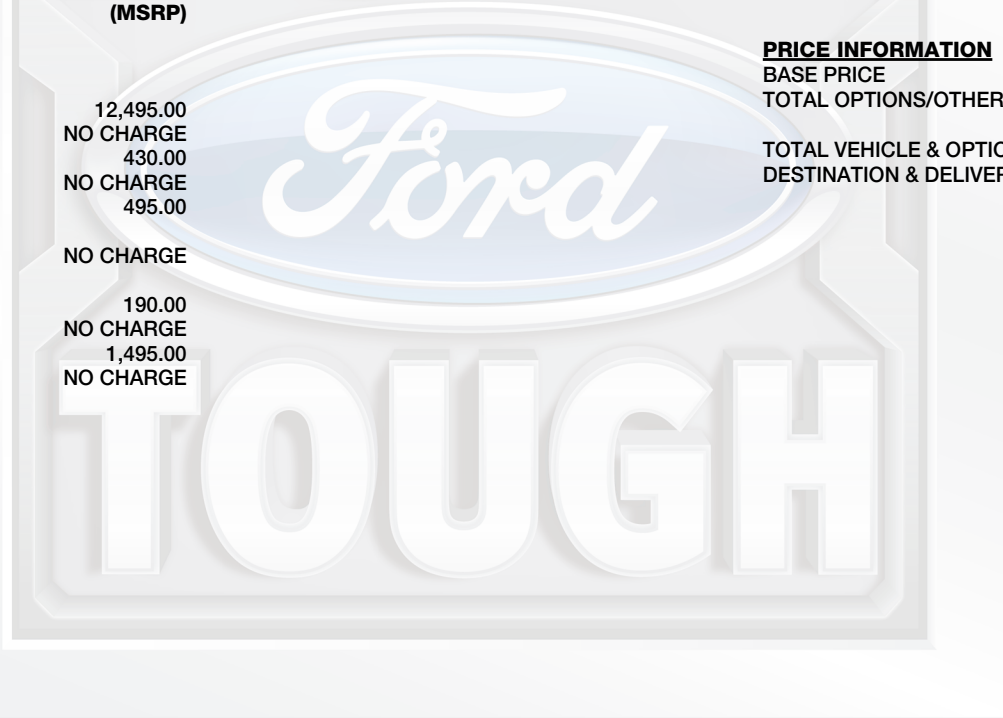 (MSRP)
12,495.00
NO CHARGE
430.00
NO CHARGE
495.00
NO CHARGE
190.00
NO CHARGE
1,495.00
NO CHARGE
PRICE INFORMATION
BASE PRICE
TOTAL OPTIONS/OTHER
TOTAL VEHICLE & OPTIO
DESTINATION & DELIVER
Ford
TOUGH